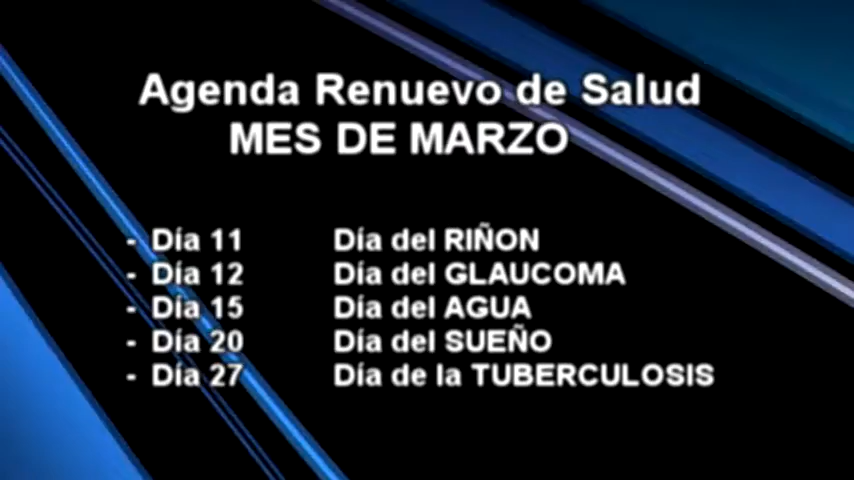 Agenda Renuevo de Salud
MES DE MARZO
- Día 11 Día del RIÑON
- Día 12 Día del GLAUCOMA
- Día 15 Día del AGUA
- Día 20 Día del SUEÑO
- Día 27 Día de la TUBERCULOSIS